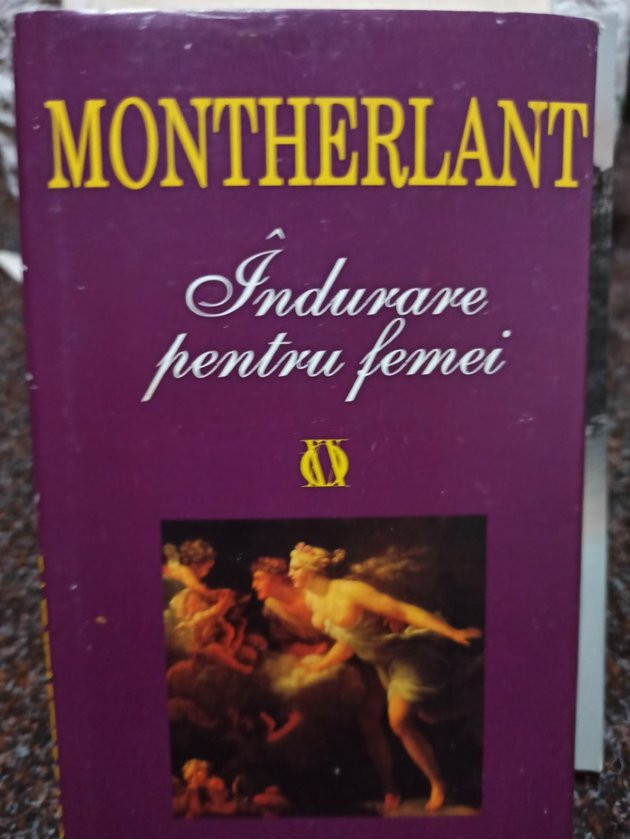 MONTHERLANT
Îndurare
pentru femei